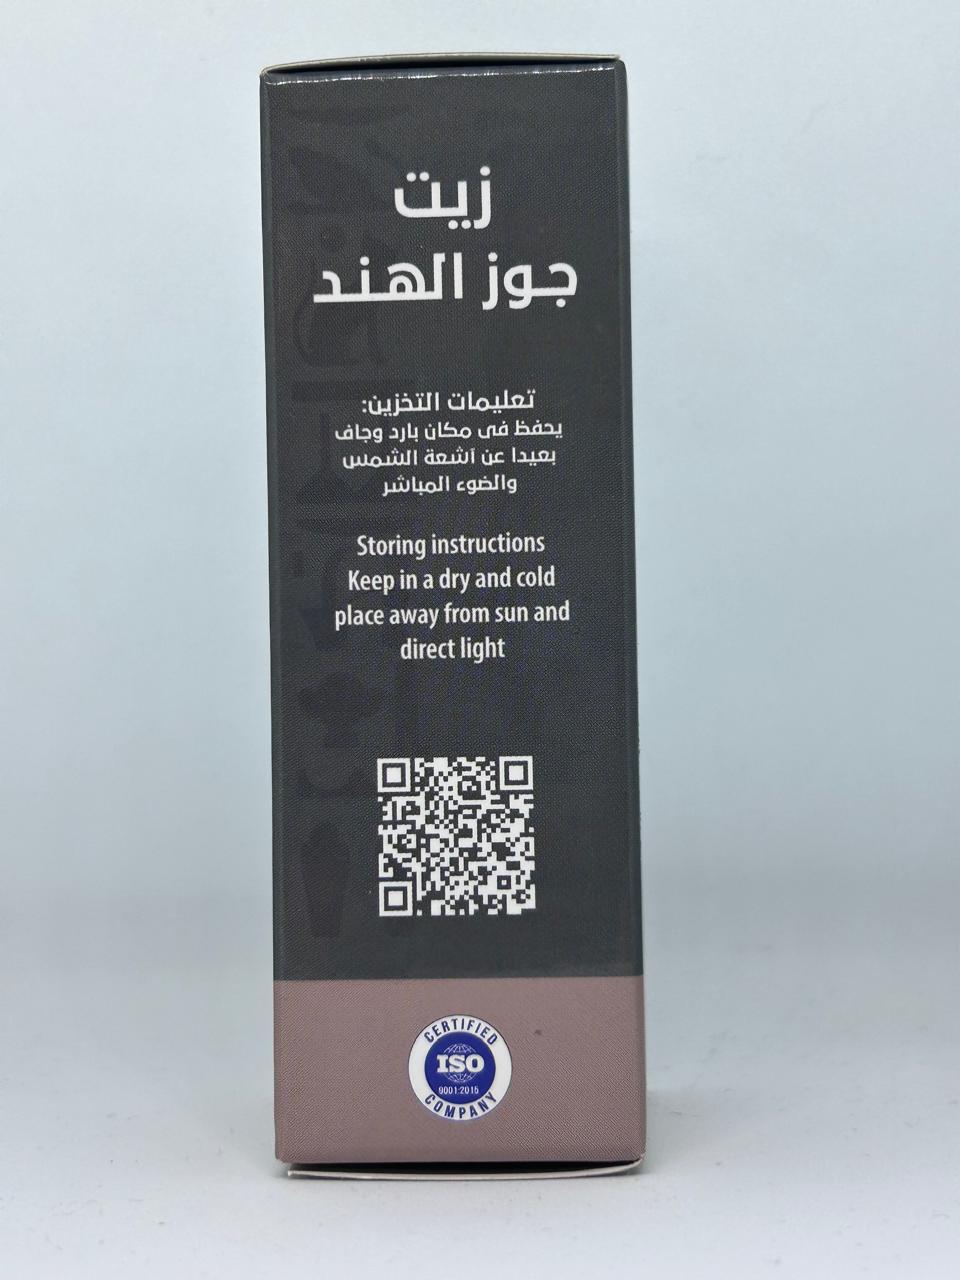 زيت
جوز الهند
تعليمات التخزين:
يحفظ فى مكان بارد وجاف
بعيدا عن أشعة الشمس
والضوء المباشر
Storing instructions
Keep in a dry and cold
place away from sun and
direct light
CERTIFIED
ISO
9001:2015
COMPANY